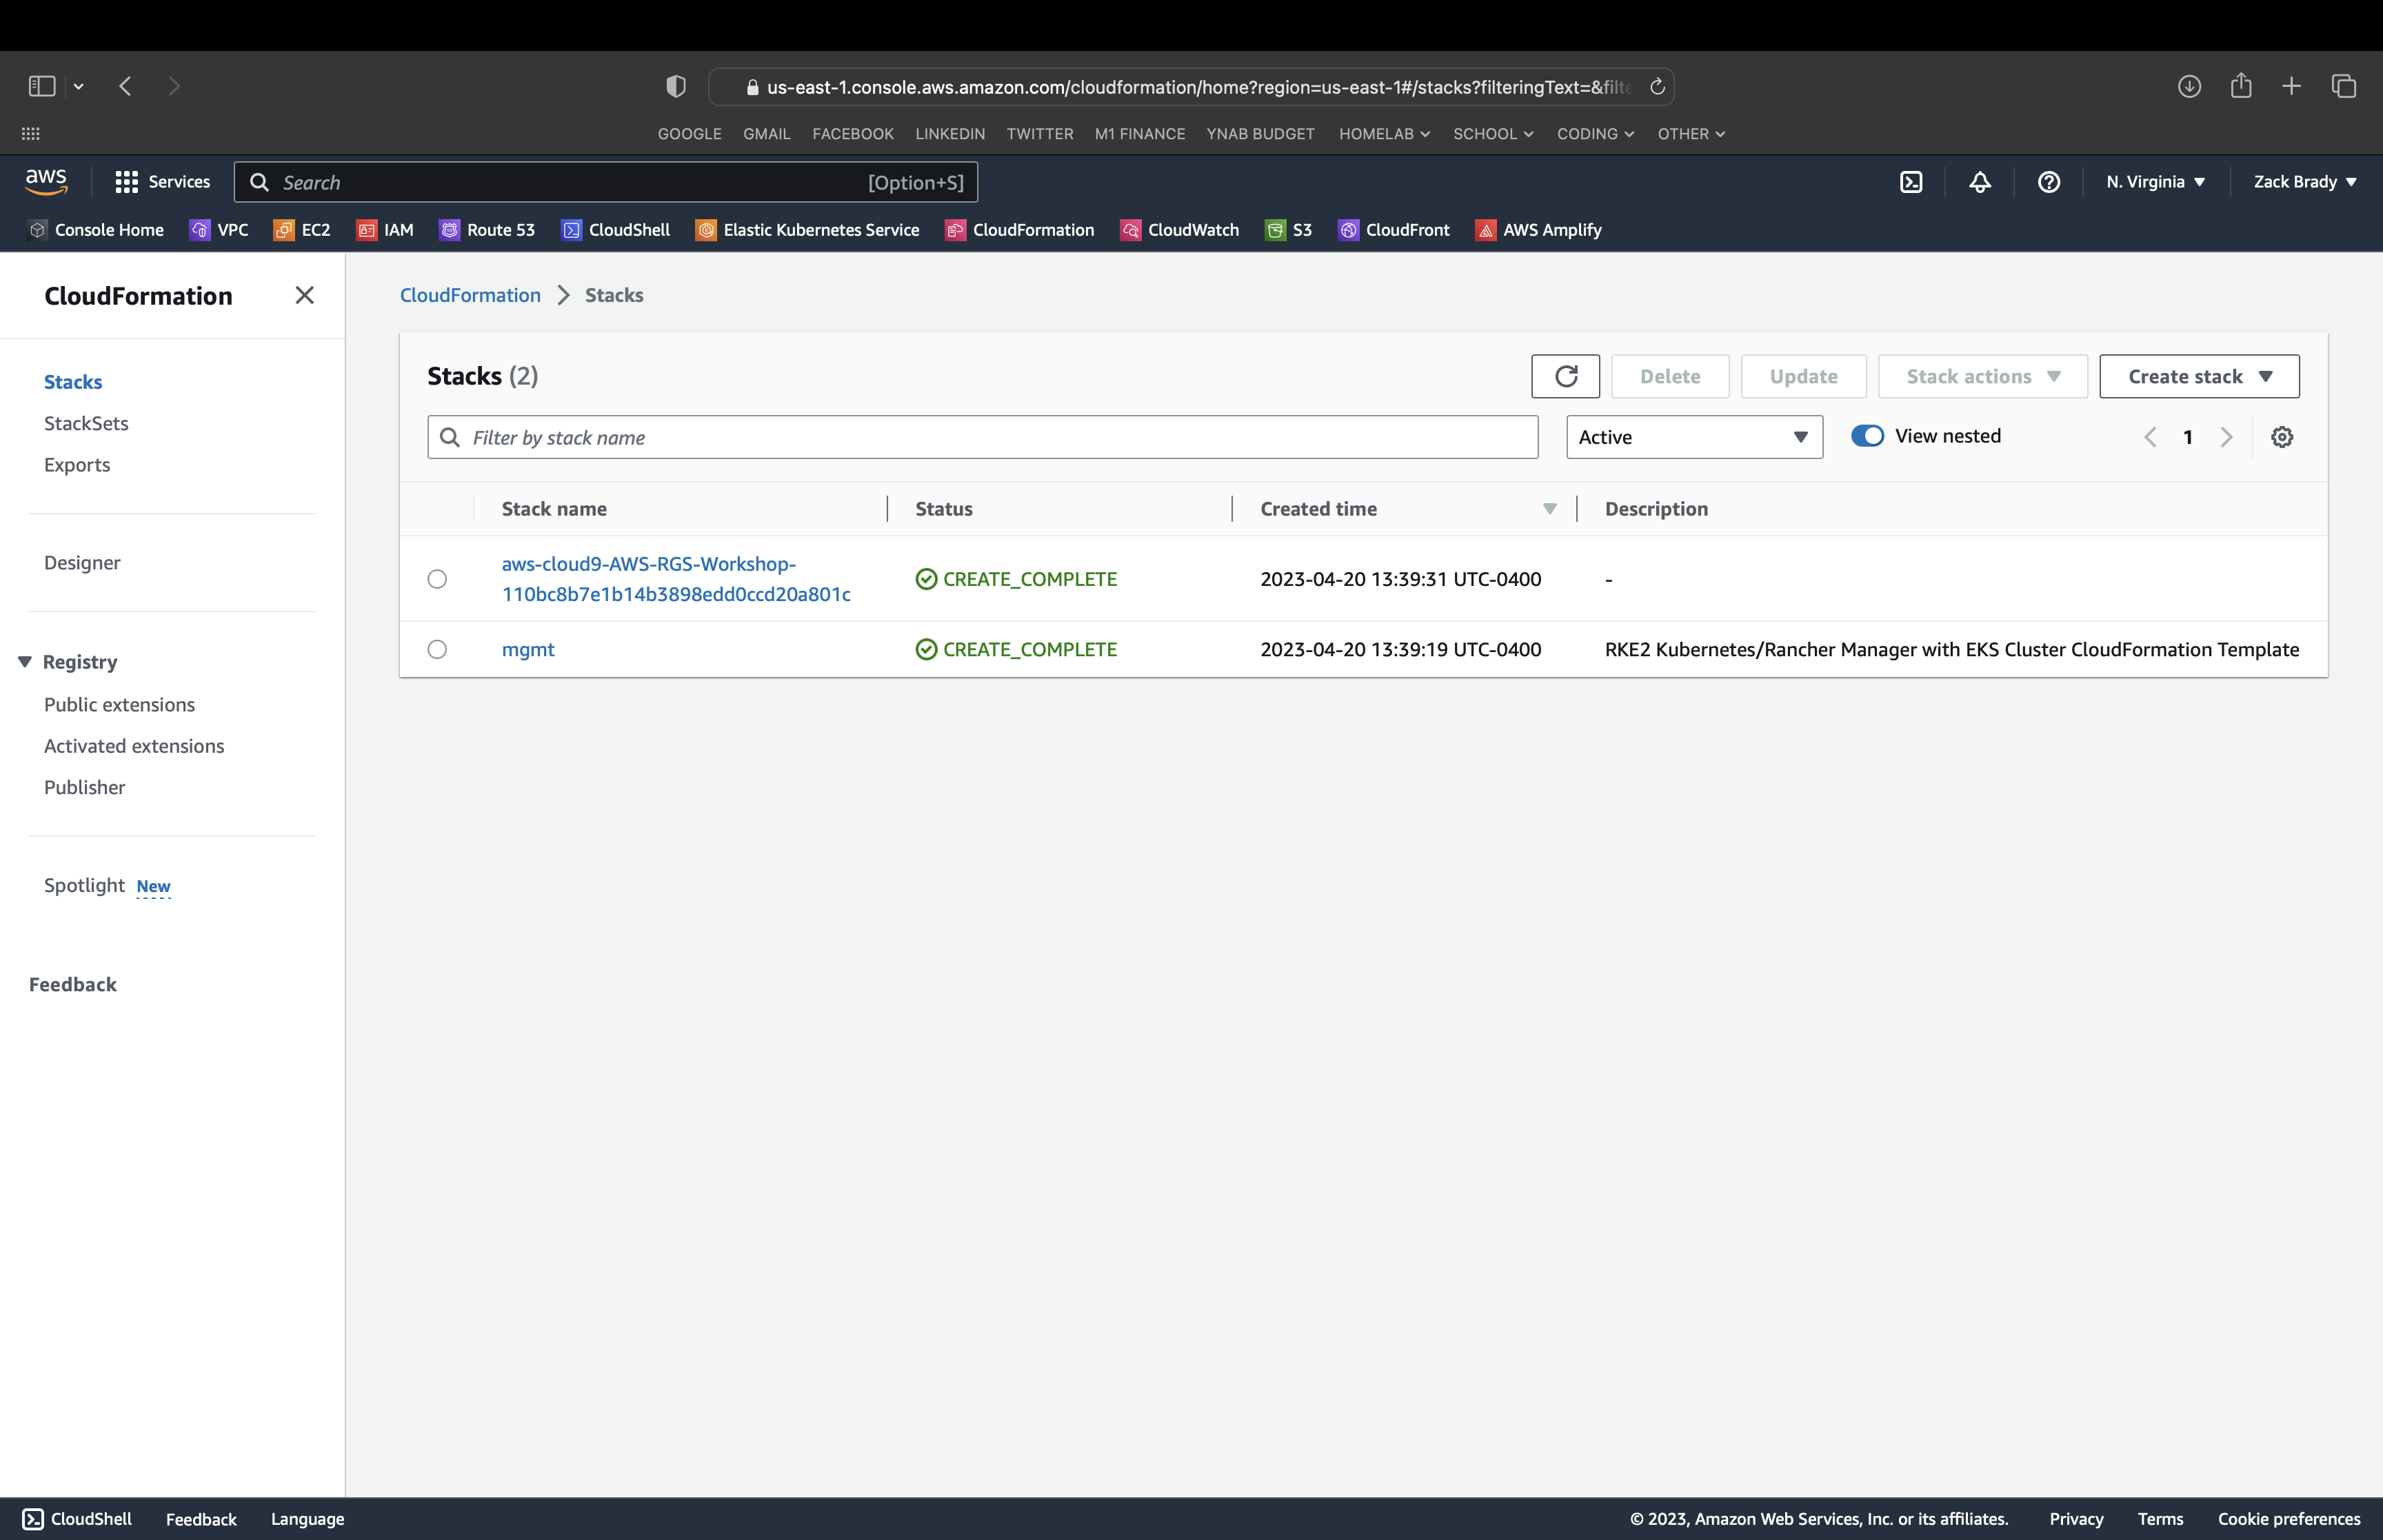 us-east-1.console.aws.amazon.com/cloudformation/home?region=us-east-1#/stacks?filteringText=&filte
GOOGLE GMAIL FACEBOOK LINKEDIN TWITTER M1 FINANCE YNAB BUDGET HOMELAB SCHOOL CODING OTHER
aws Services Search [Option+S] N. Virginia Zack Brady
Console Home VPC EC2 IAM Route 53 CloudShell Elastic Kubernetes Service CloudFormation CloudWatch S3 CloudFront AWS Amplify
CloudFormation
Stacks
StackSets
Exports
Designer
Registry
Public extensions
Activated extensions
Publisher
Spotlight New
Feedback
CloudFormation Stacks
Stacks (2) Delete Update Stack actions Create stack
Filter by stack name Active View nested 1
Stack name Status Created time Description
aws-cloud9-AWS-RGS-Workshop-
110bc8b7e1b14b3898edd0ccd20a801c CREATE_COMPLETE 2023-04-20 13:39:31 UTC-0400 -
mgmt CREATE_COMPLETE 2023-04-20 13:39:19 UTC-0400 RKE2 Kubernetes/Rancher Manager with EKS Cluster CloudFormation Template
CloudShell Feedback Language © 2023, Amazon Web Services, Inc. or its affiliates. Privacy Terms Cookie preferences